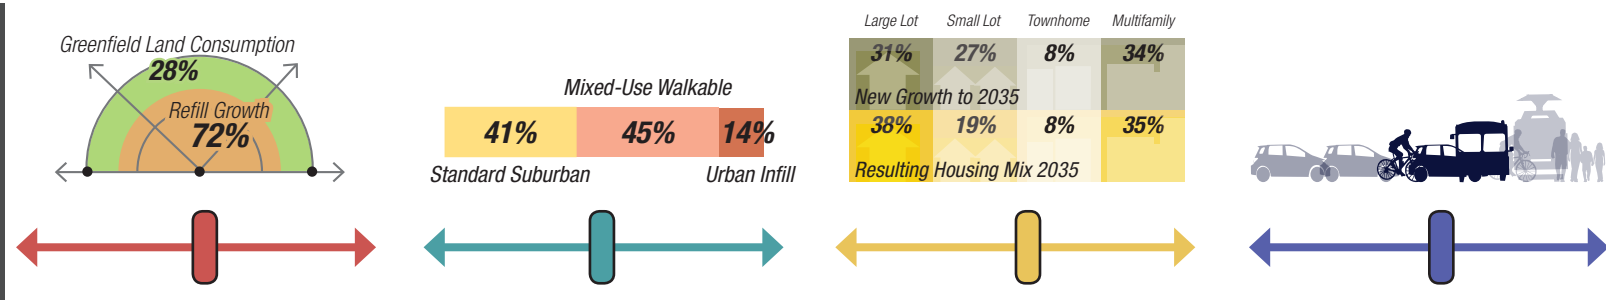 Greenfield Land Consumption
28%
Refill Growth
72%
Mixed-Use Walkable
41% 45% 14%
Standard Suburban Urban Infill
Large Lot Small Lot Townhome Multifamily
31% 27% 8% 34%
New Growth to 2035
38% 19% 8% 35%
Resulting Housing Mix 2035